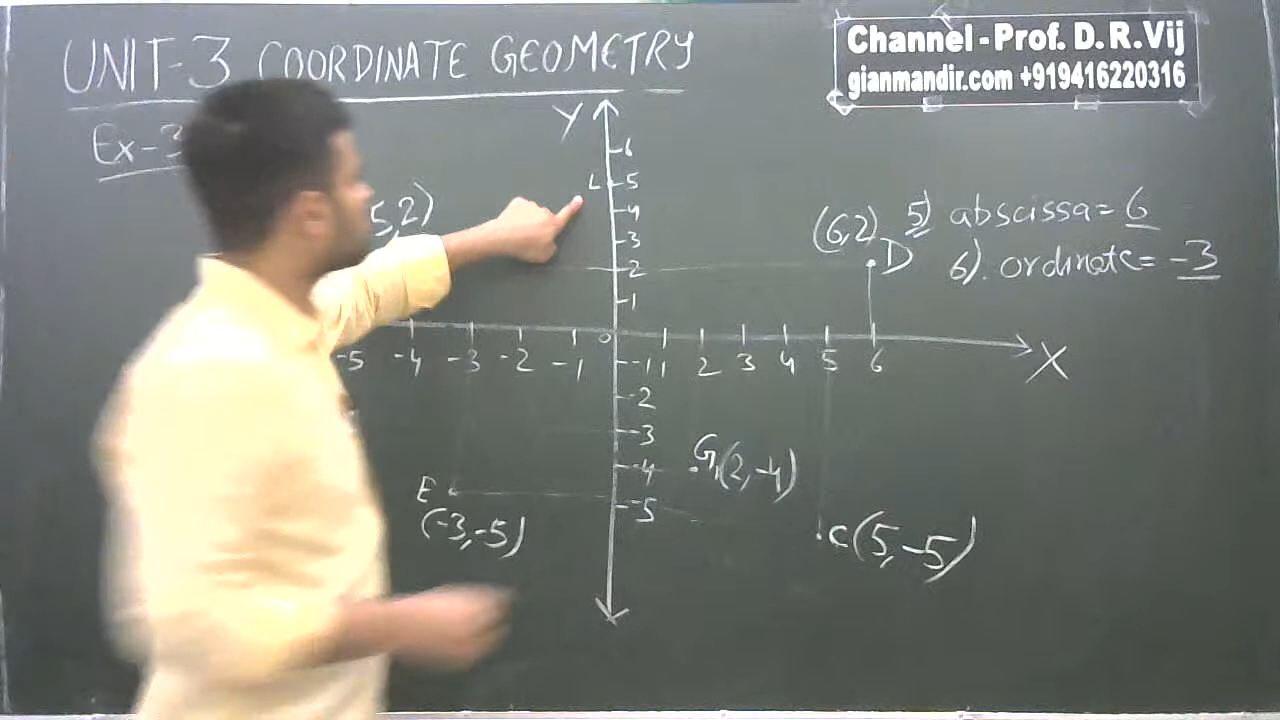 UNIT-3 COORDINATE GEOMETRY
Channel - Prof. D. R. Vij
gianmandir.com +919416220316
Ex-3
Y
6
L 5
4
3
2
1
5,2)
(6,2)
D
5) abscissa = 6
6). ordinate = -3
-5 -4 -3 -2 -1 0 1 2 3 4 5 6
X
-1
-2
-3
-4
-5
G(2,-4)
E
(-3,-5)
C(5,-5)